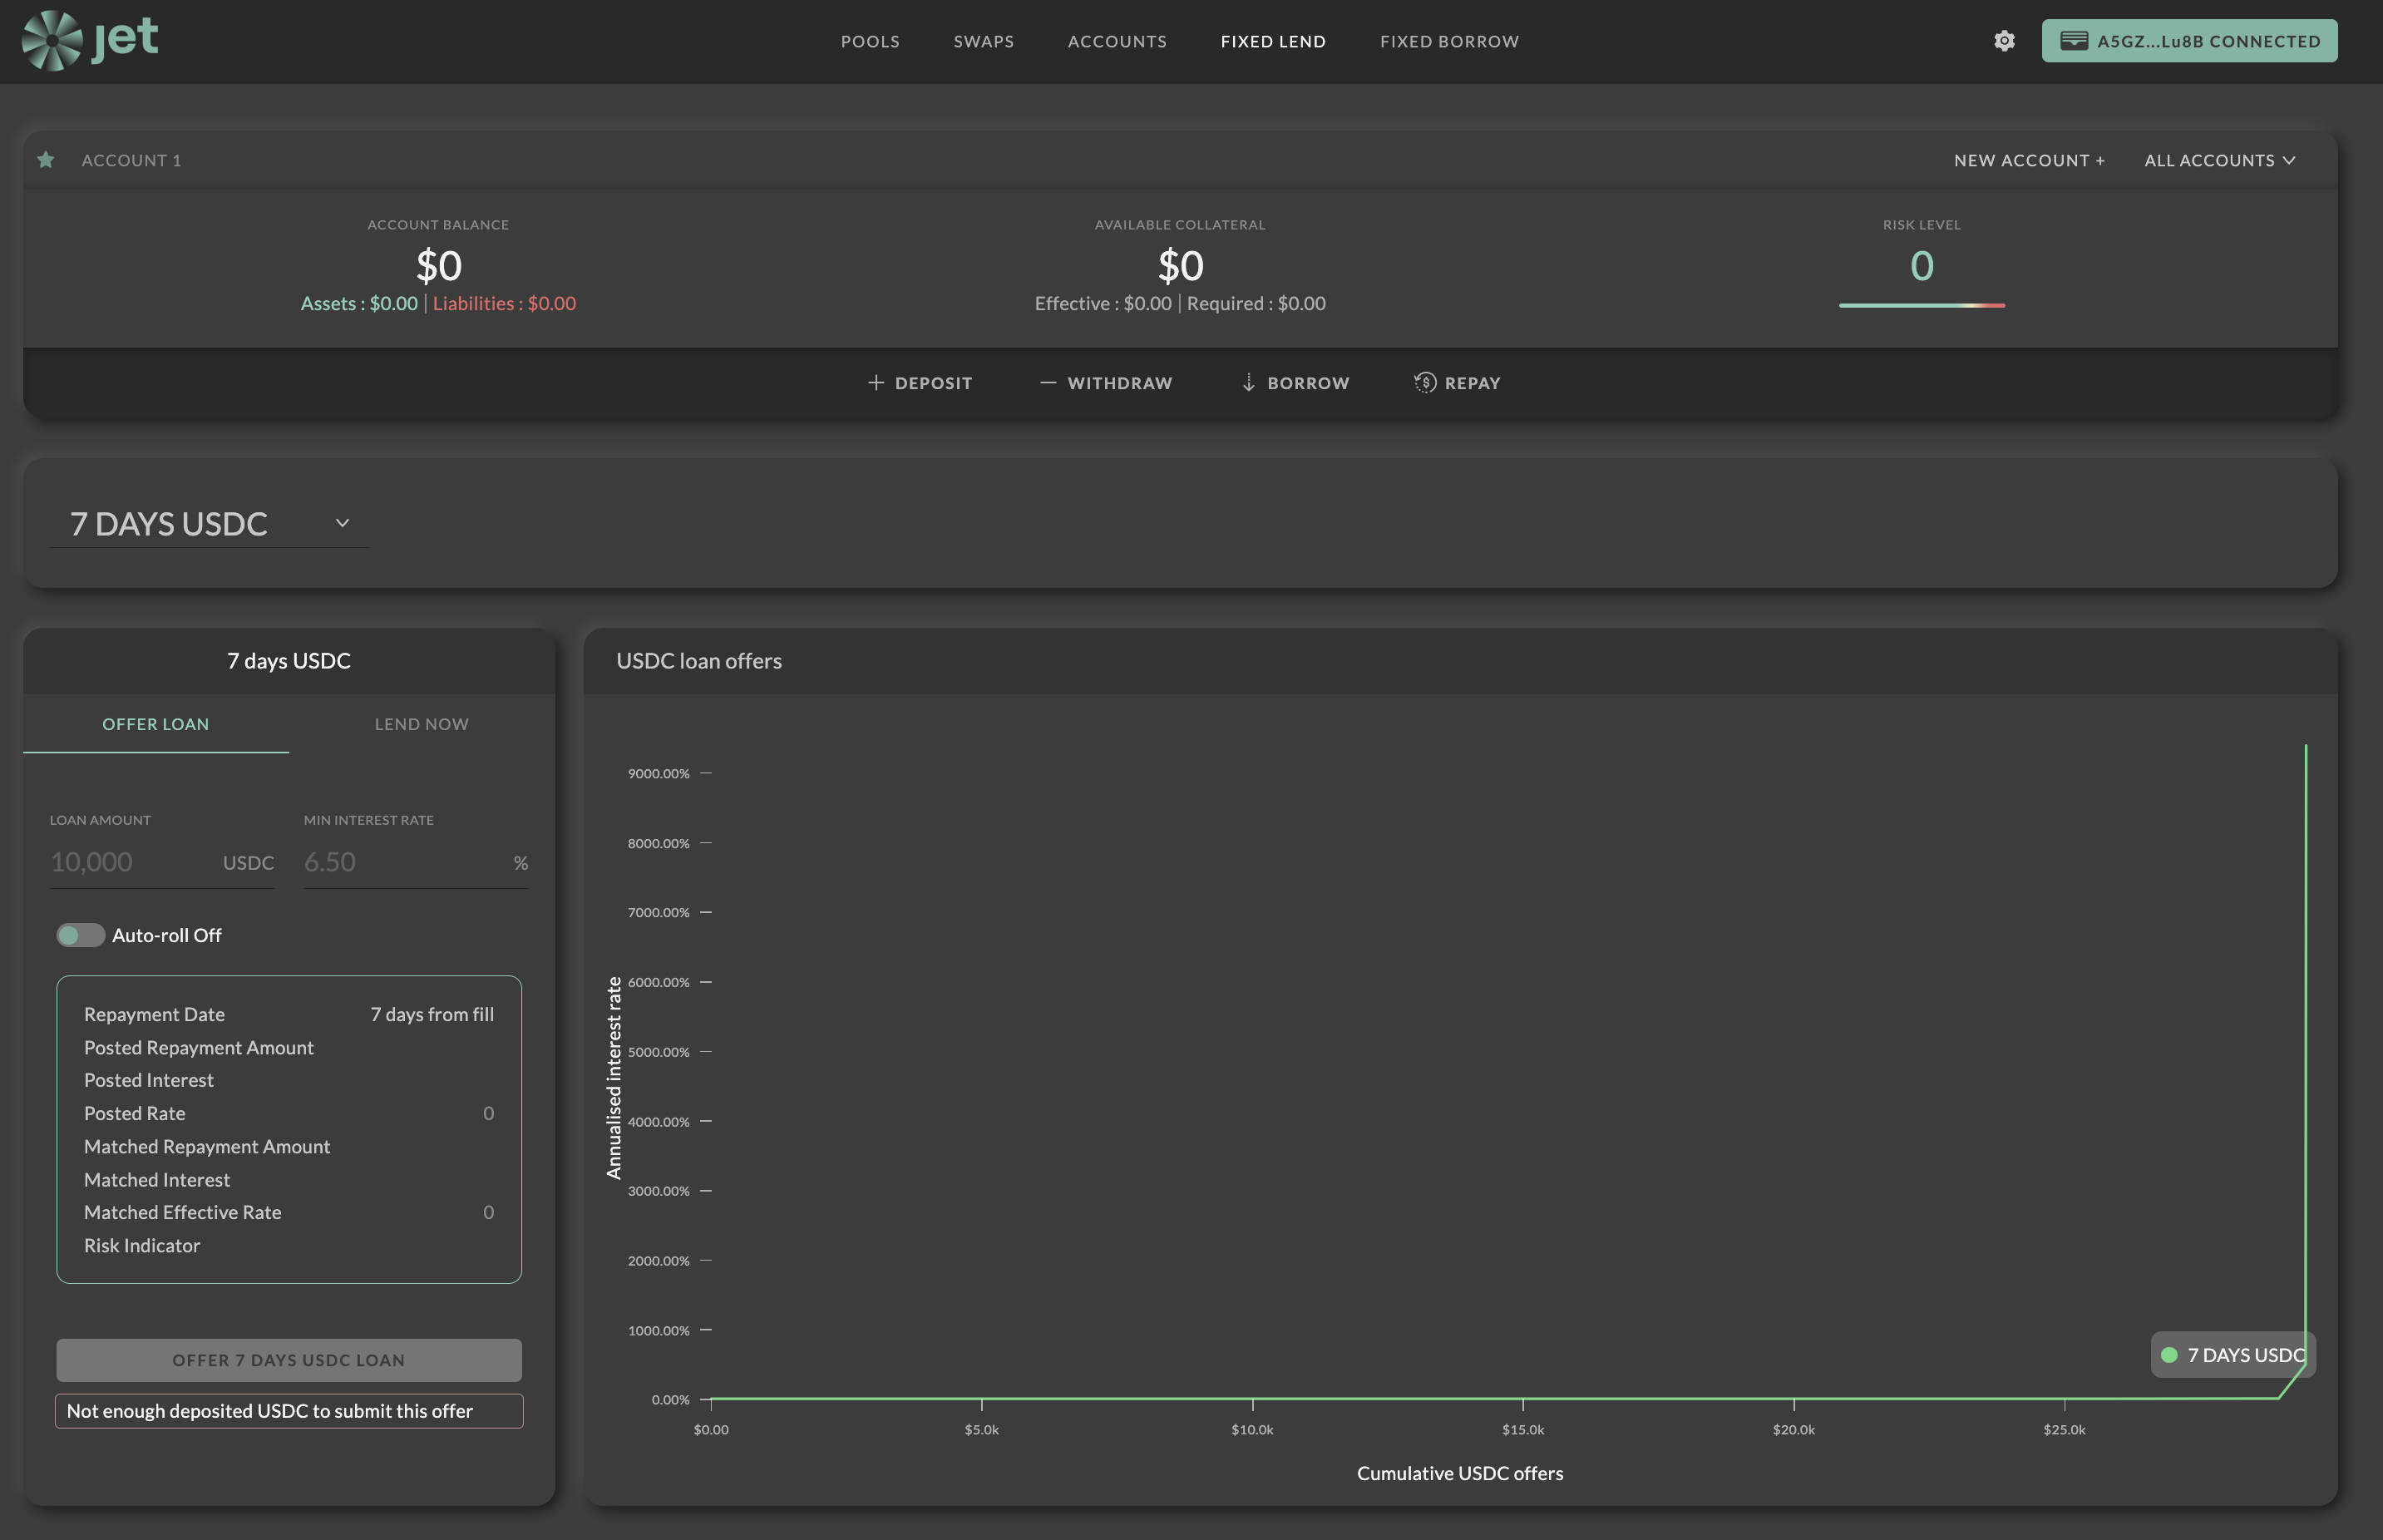 jet
POOLS SWAPS ACCOUNTS FIXED LEND FIXED BORROW
A5GZ...Lu8B CONNECTED
ACCOUNT 1
NEW ACCOUNT + ALL ACCOUNTS
ACCOUNT BALANCE
$0
Assets : $0.00 | Liabilities : $0.00
AVAILABLE COLLATERAL
$0
Effective : $0.00 | Required : $0.00
RISK LEVEL
0
DEPOSIT WITHDRAW BORROW REPAY
7 DAYS USDC
7 days USDC
OFFER LOAN LEND NOW
LOAN AMOUNT MIN INTEREST RATE
10,000 USDC 6.50 %
Auto-roll Off
Repayment Date 7 days from fill
Posted Repayment Amount
Posted Interest
Posted Rate 0
Matched Repayment Amount
Matched Interest
Matched Effective Rate 0
Risk Indicator
OFFER 7 DAYS USDC LOAN
Not enough deposited USDC to submit this offer
USDC loan offers
Annualised interest rate
9000.00%
8000.00%
7000.00%
6000.00%
5000.00%
4000.00%
3000.00%
2000.00%
1000.00%
0.00%
7 DAYS USDC
$0.00 $5.0k $10.0k $15.0k $20.0k $25.0k
Cumulative USDC offers